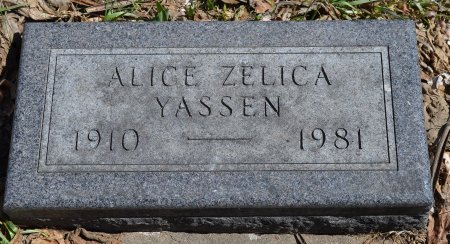 ALICE ZELICA
YASSEN
1910 — 1981